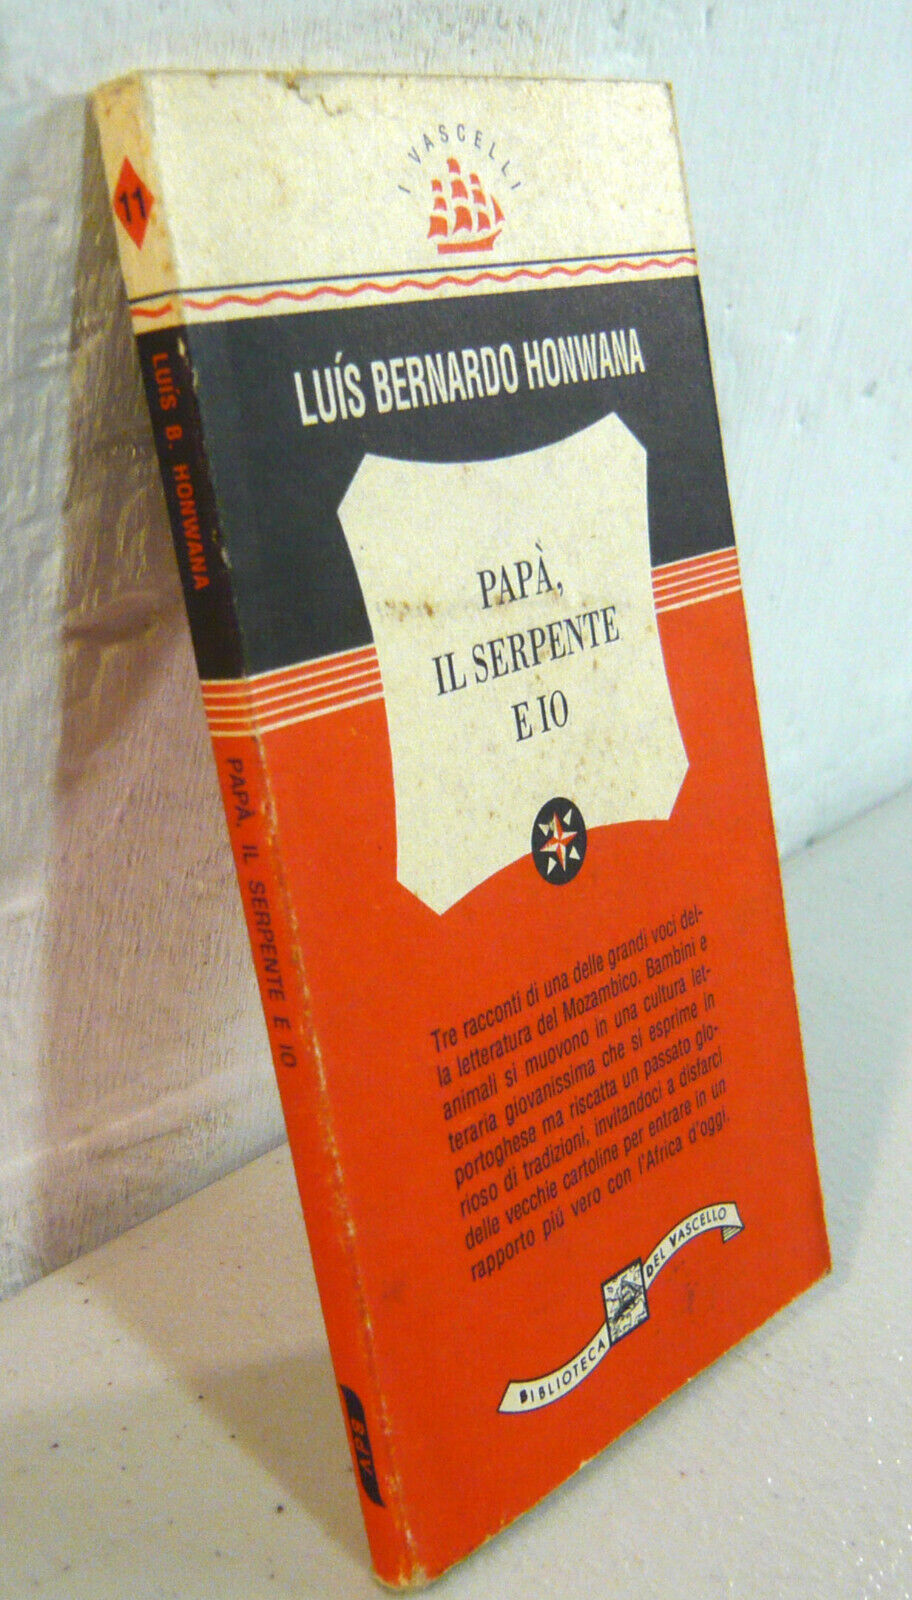 I VASCELLI
LUÍS BERNARDO HONWANA
PAPÀ,
IL SERPENTE
E IO
Tre racconti di una delle grandi voci del-
la letteratura del Mozambico. Bambini e
animali si muovono in una cultura let-
teraria giovanissima che si esprime in
portoghese ma riscatta un passato glo-
rioso di tradizioni, invitandoci a disfarci
delle vecchie cartoline per entrare in un
rapporto più vero con l'Africa d'oggi.
BIBLIOTECA DEL VASCELLO
11
LUÍS B. HONWANA
PAPÀ, IL SERPENTE E IO
BdV